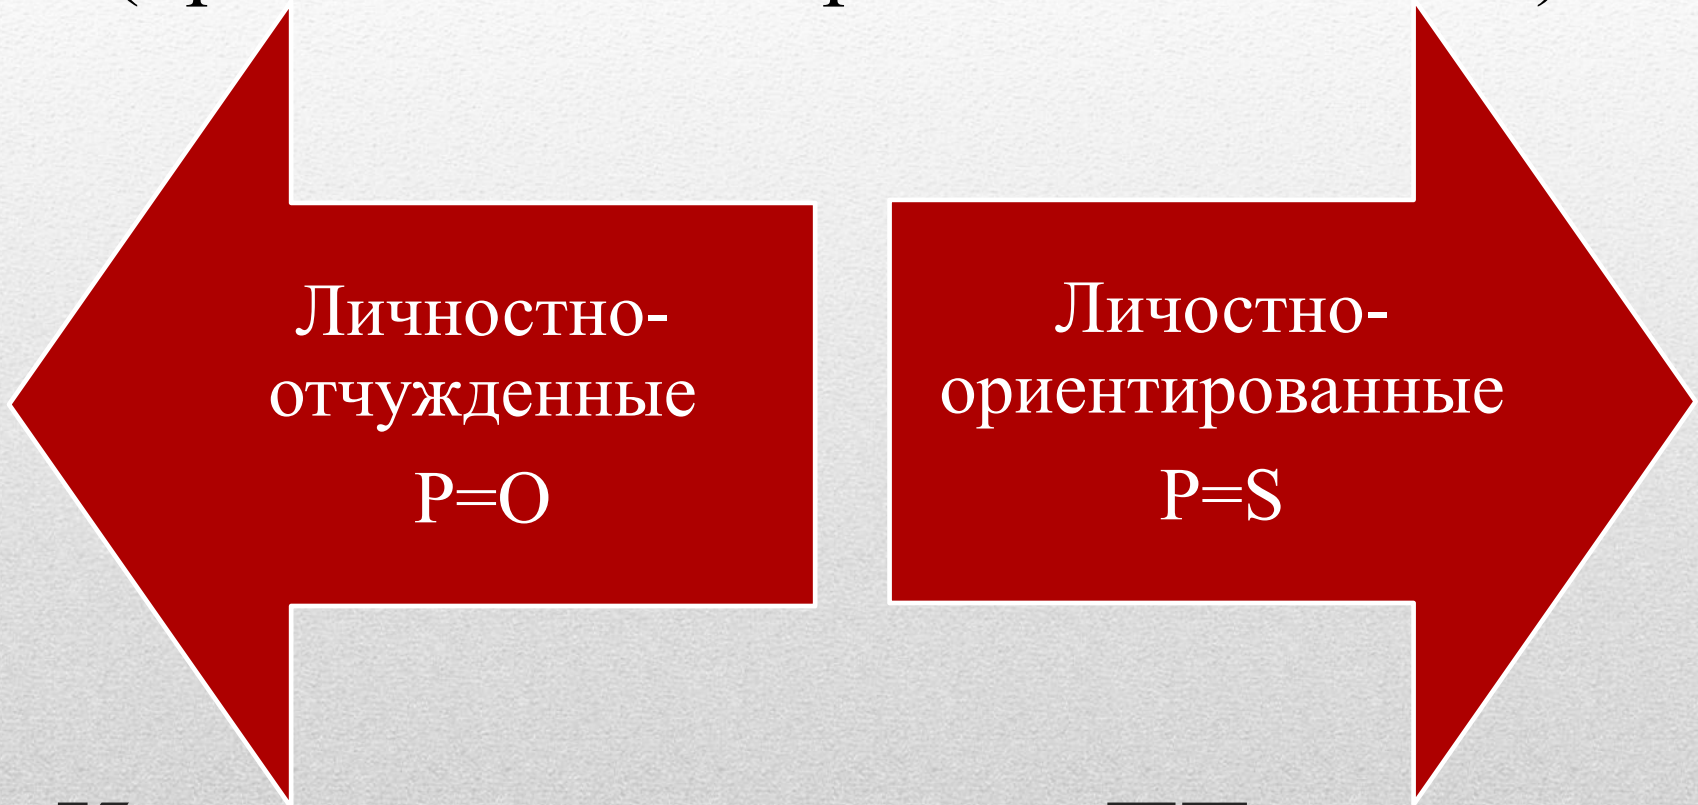 Личностно-
отчужденные
P=O
Личостно-
ориентированные
P=S